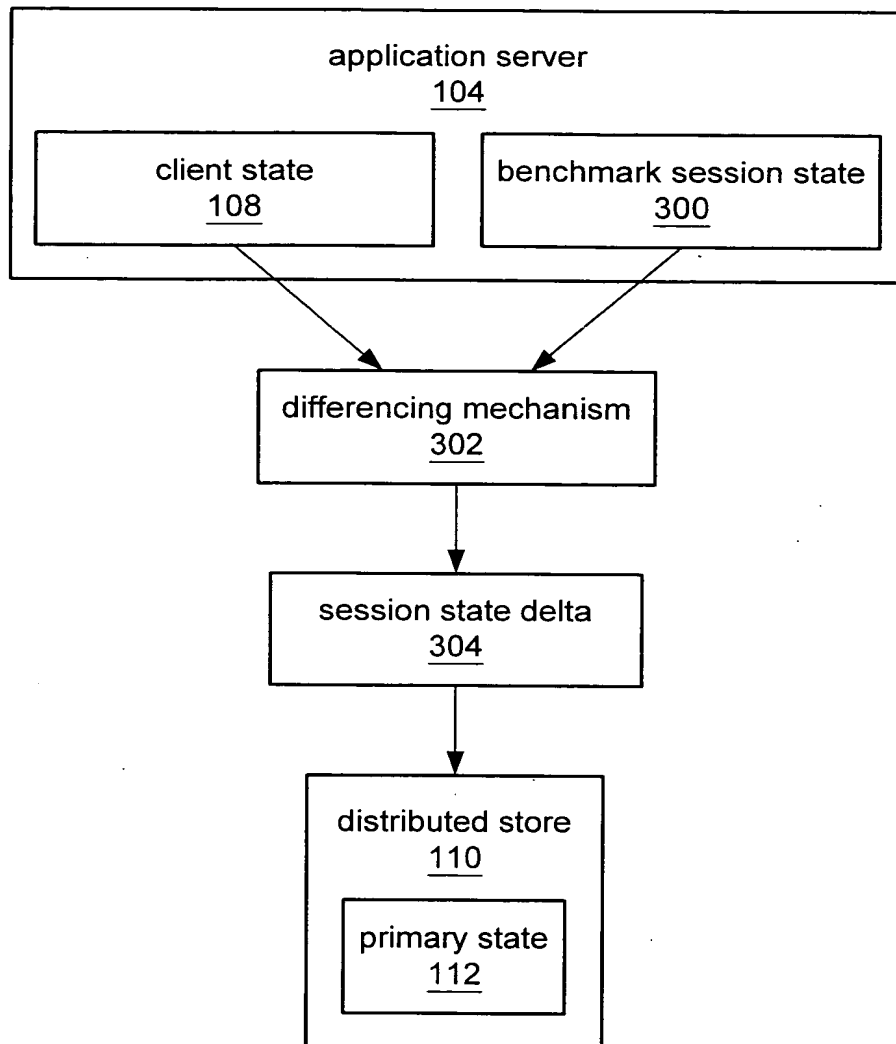 application server
104
client state
108
benchmark session state
300
differencing mechanism
302
session state delta
304
distributed store
110
primary state
112